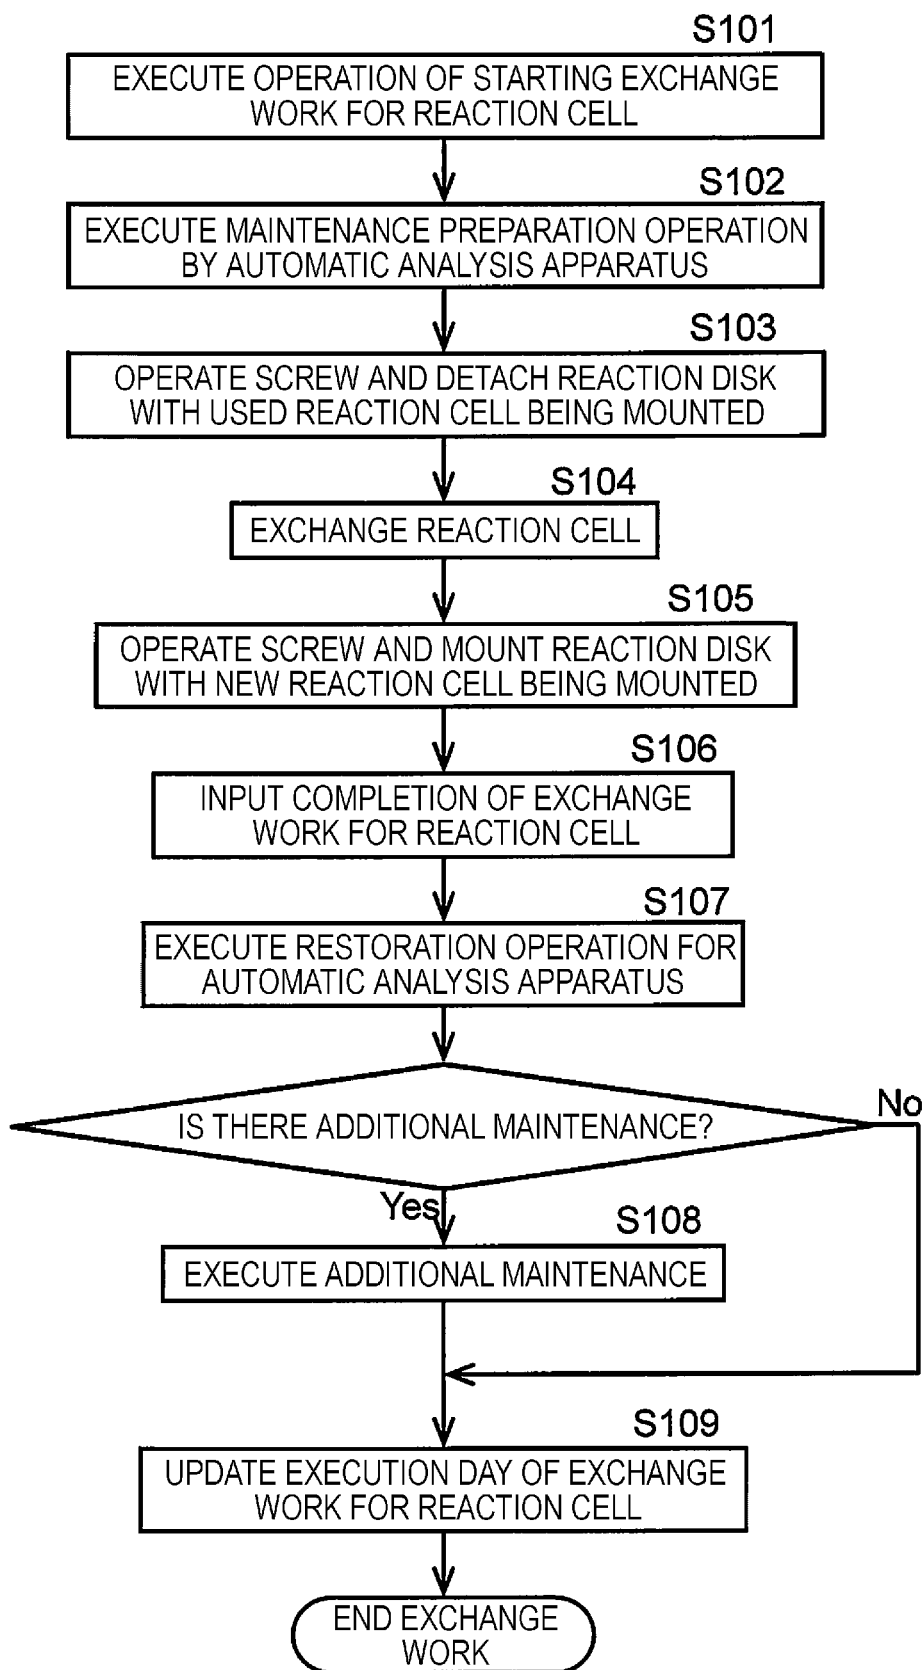 S101
EXECUTE OPERATION OF STARTING EXCHANGE
WORK FOR REACTION CELL
S102
EXECUTE MAINTENANCE PREPARATION OPERATION
BY AUTOMATIC ANALYSIS APPARATUS
S103
OPERATE SCREW AND DETACH REACTION DISK
WITH USED REACTION CELL BEING MOUNTED
S104
EXCHANGE REACTION CELL
S105
OPERATE SCREW AND MOUNT REACTION DISK
WITH NEW REACTION CELL BEING MOUNTED
S106
INPUT COMPLETION OF EXCHANGE
WORK FOR REACTION CELL
S107
EXECUTE RESTORATION OPERATION FOR
AUTOMATIC ANALYSIS APPARATUS
IS THERE ADDITIONAL MAINTENANCE?
No
Yes
S108
EXECUTE ADDITIONAL MAINTENANCE
S109
UPDATE EXECUTION DAY OF EXCHANGE
WORK FOR REACTION CELL
END EXCHANGE
WORK